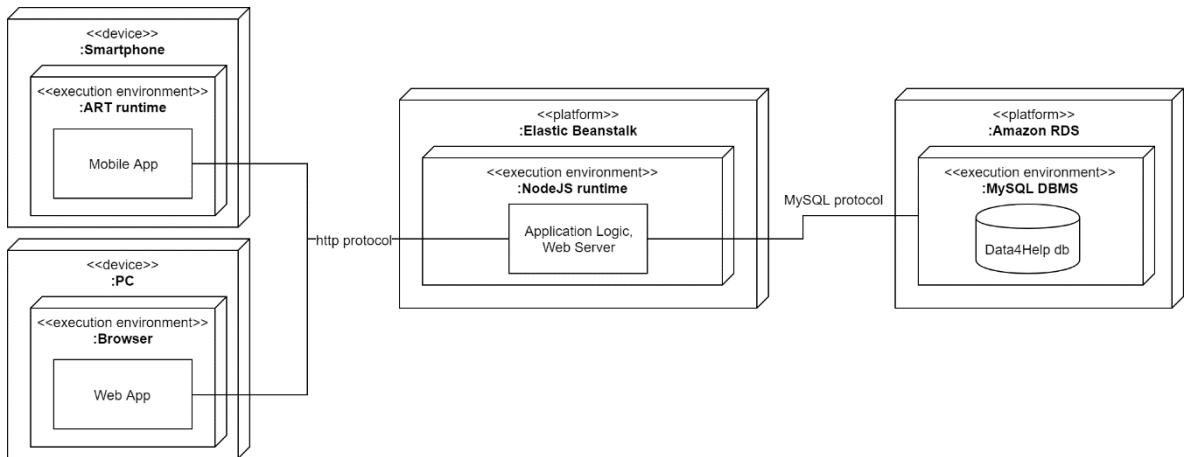 <<device>>
:Smartphone
<<execution environment>>
:ART runtime
Mobile App
<<device>>
:PC
<<execution environment>>
:Browser
Web App
http protocol
<<platform>>
:Elastic Beanstalk
<<execution environment>>
:NodeJS runtime
Application Logic,
Web Server
MySQL protocol
<<platform>>
:Amazon RDS
<<execution environment>>
:MySQL DBMS
Data4Help db